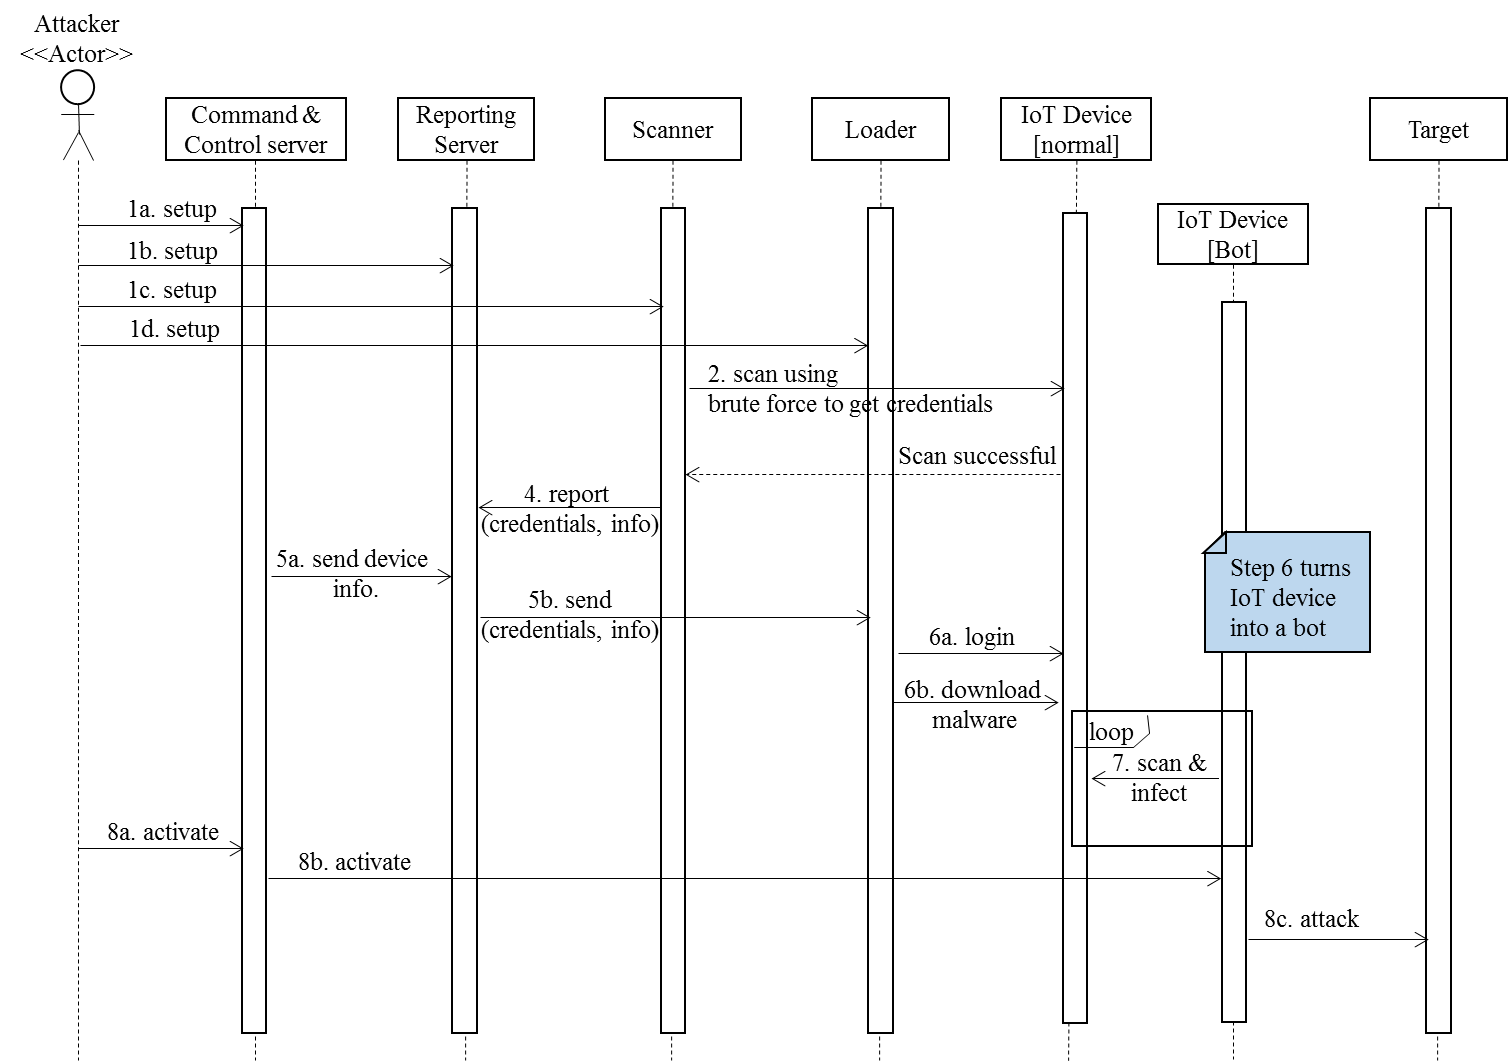 Attacker
<<Actor>>
Command &
Control server
Reporting
Server
Scanner
Loader
IoT Device
[normal]
Target
IoT Device
[Bot]
1a. setup
1b. setup
1c. setup
1d. setup
2. scan using
brute force to get credentials
Scan successful
4. report
(credentials, info)
5a. send device
info.
5b. send
(credentials, info)
Step 6 turns
IoT device
into a bot
6a. login
6b. download
malware
loop
7. scan &
infect
8a. activate
8b. activate
8c. attack